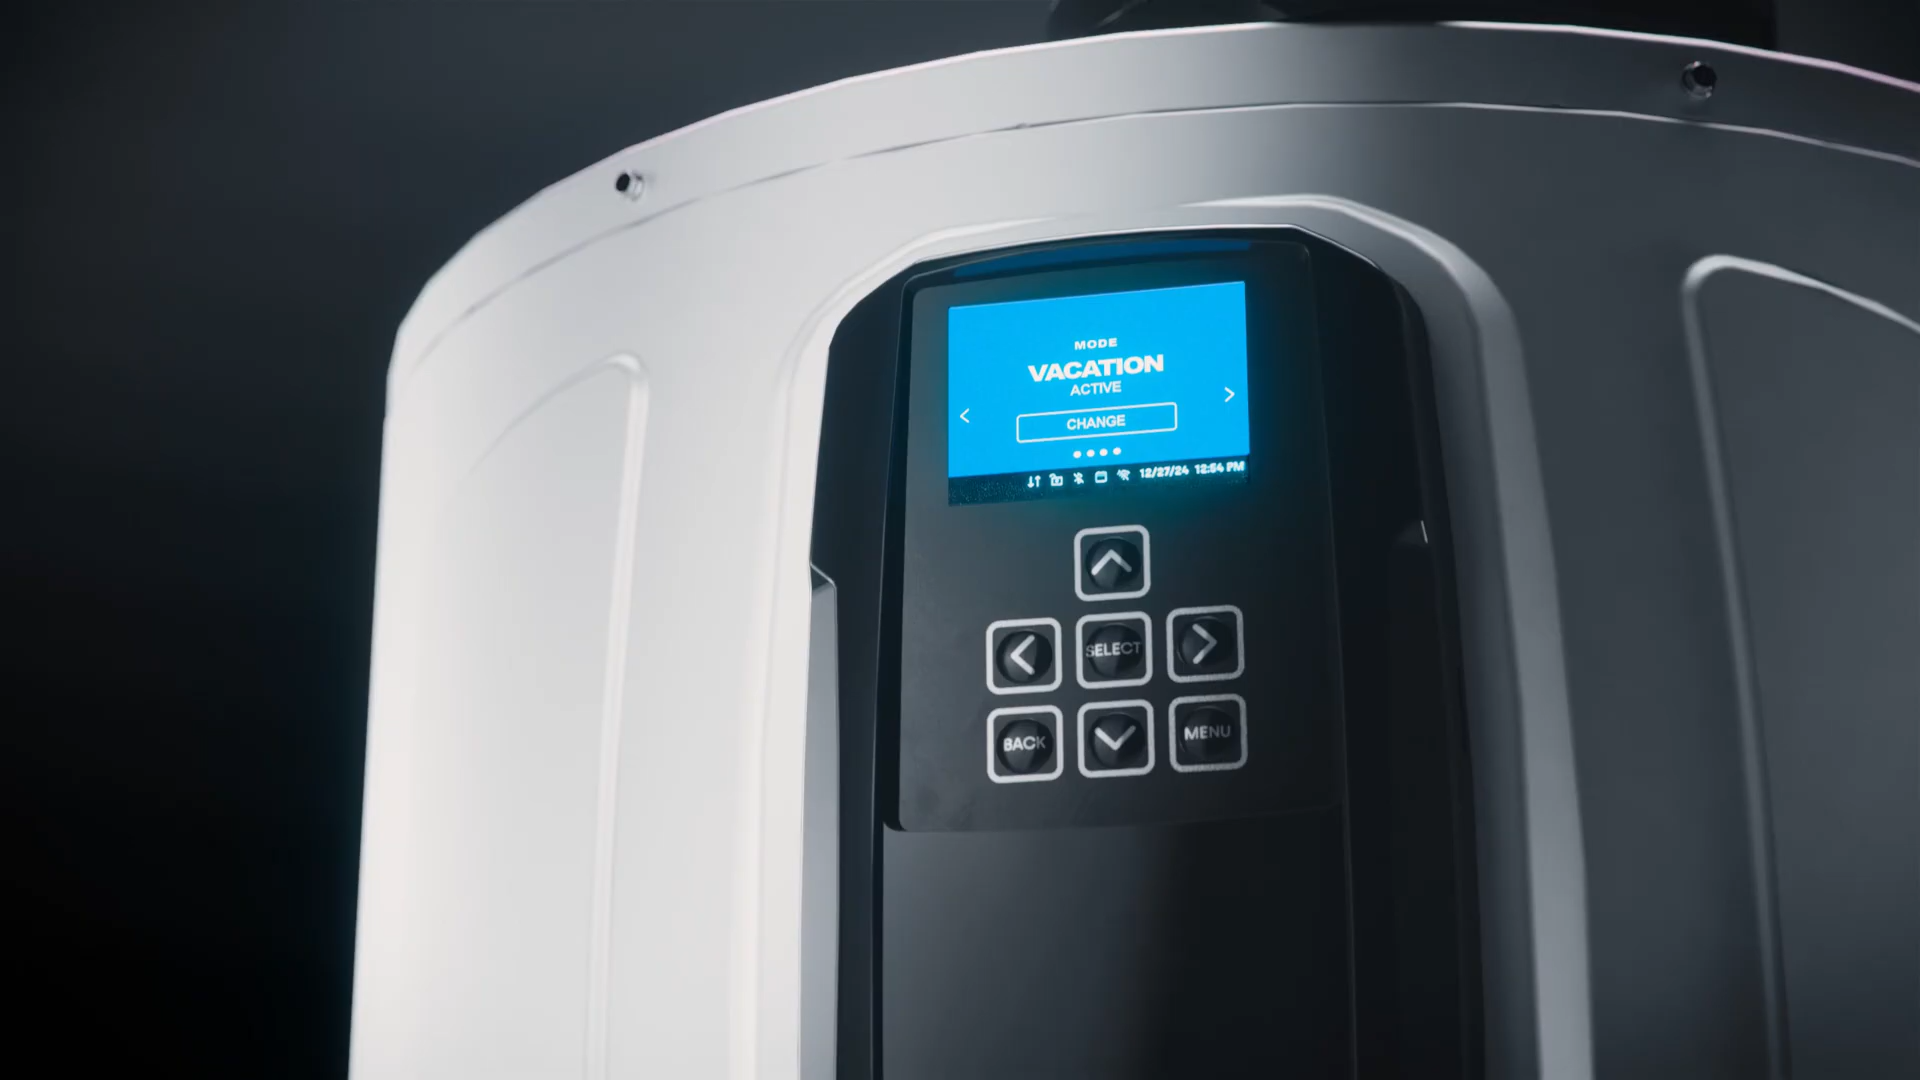 MODE
VACATION
ACTIVE
CHANGE
12/27/24 12:54 PM
SELECT
BACK
MENU